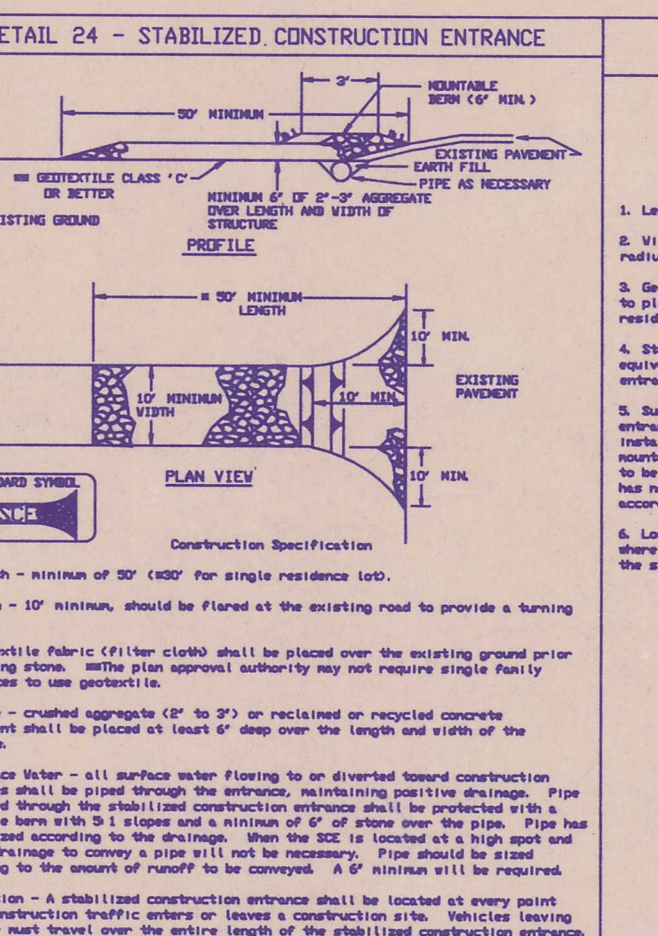 ETAIL 24 - STABILIZED CONSTRUCTION ENTRANCE
3'
MOUNTABLE
BERM (6" MIN.)
50' MINIMUM
EXISTING PAVEMENT
** GEOTEXTILE CLASS 'C'
OR BETTER
EARTH FILL
PIPE AS NECESSARY
MINIMUM 6" OF 2"-3" AGGREGATE
OVER LENGTH AND WIDTH OF
STRUCTURE
ISTING GROUND
PROFILE
* 50' MINIMUM
LENGTH
10' MIN.
10' MINIMUM
WIDTH
10' MIN.
EXISTING
PAVEMENT
10' MIN.
PLAN VIEW
DARD SYMBOL
SCE
Construction Specification
th - minimum of 50' (*30' for single residence lot).
- 10' minimum, should be flared at the existing road to provide a turning
extile fabric (filter cloth) shall be placed over the existing ground prior
ing stone. **The plan approval authority may not require single family
ces to use geotextile.
- crushed aggregate (2" to 3") or reclaimed or recycled concrete
ent shall be placed at least 6" deep over the length and width of the
e.
ace Water - all surface water flowing to or diverted toward construction
s shall be piped through the entrance, maintaining positive drainage. Pipe
ed through the stabilized construction entrance shall be protected with a
e berm with 5:1 slopes and a minimum of 6" of stone over the pipe. Pipe has
zed according to the drainage. When the SCE is located at a high spot and
rainage to convey a pipe will not be necessary. Pipe should be sized
ng to the amount of runoff to be conveyed. A 6" minimum will be required.
ion - A stabilized construction entrance shall be located at every point
nstruction traffic enters or leaves a construction site. Vehicles leaving
must travel over the entire length of the stabilized construction entrance.
1. Le
2. Wi
radiu
3. Ge
to pl
resid
4. St
equiv
entra
5. Su
entra
insta
mount
to be
has n
accor
6. Lo
where
the s